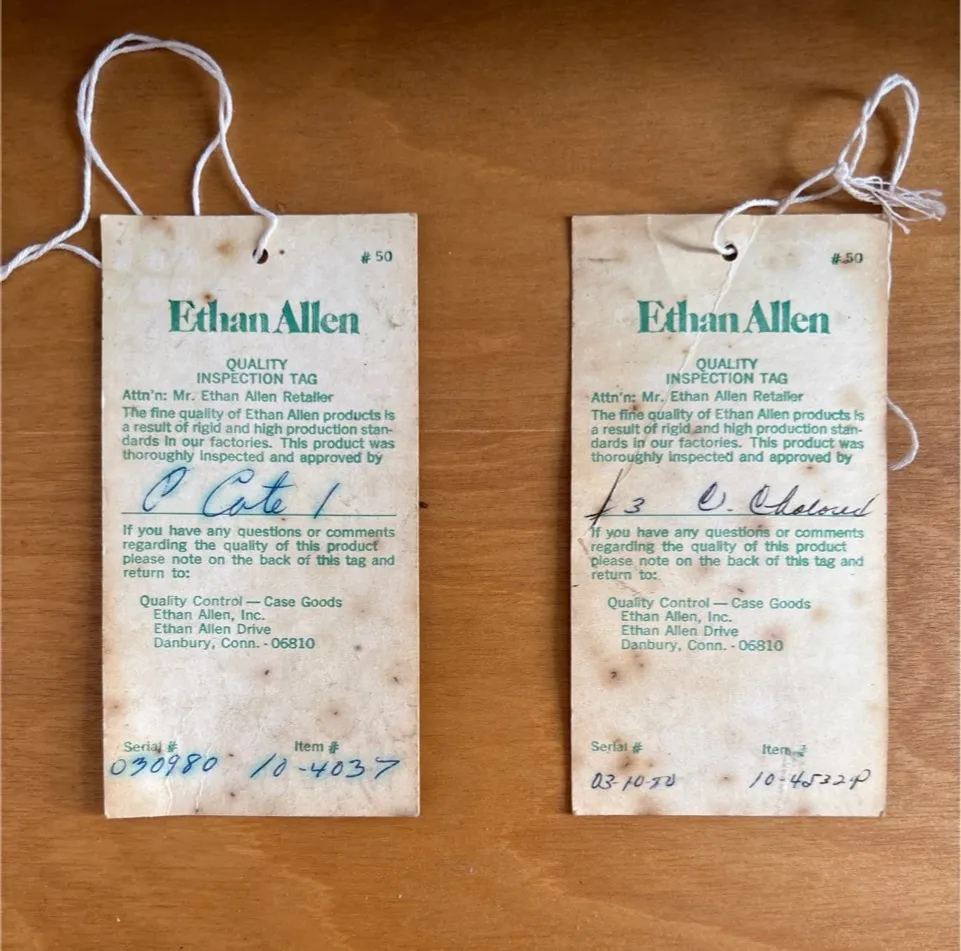 # 50
Ethan Allen
QUALITY
INSPECTION TAG
Attn'n: Mr. Ethan Allen Retailer
The fine quality of Ethan Allen products is
a result of rigid and high production stan-
dards in our factories. This product was
thoroughly inspected and approved by
C Cote 1
If you have any questions or comments
regarding the quality of this product
please note on the back of this tag and
return to:
Quality Control — Case Goods
Ethan Allen, Inc.
Ethan Allen Drive
Danbury, Conn. - 06810
Serial # Item #
030980 10-4037
# 50
Ethan Allen
QUALITY
INSPECTION TAG
Attn'n: Mr. Ethan Allen Retailer
The fine quality of Ethan Allen products is
a result of rigid and high production stan-
dards in our factories. This product was
thoroughly inspected and approved by
# 3 C.
If you have any questions or comments
regarding the quality of this product
please note on the back of this tag and
return to:
Quality Control — Case Goods
Ethan Allen, Inc.
Ethan Allen Drive
Danbury, Conn. - 06810
Serial # Item #
10-4532P